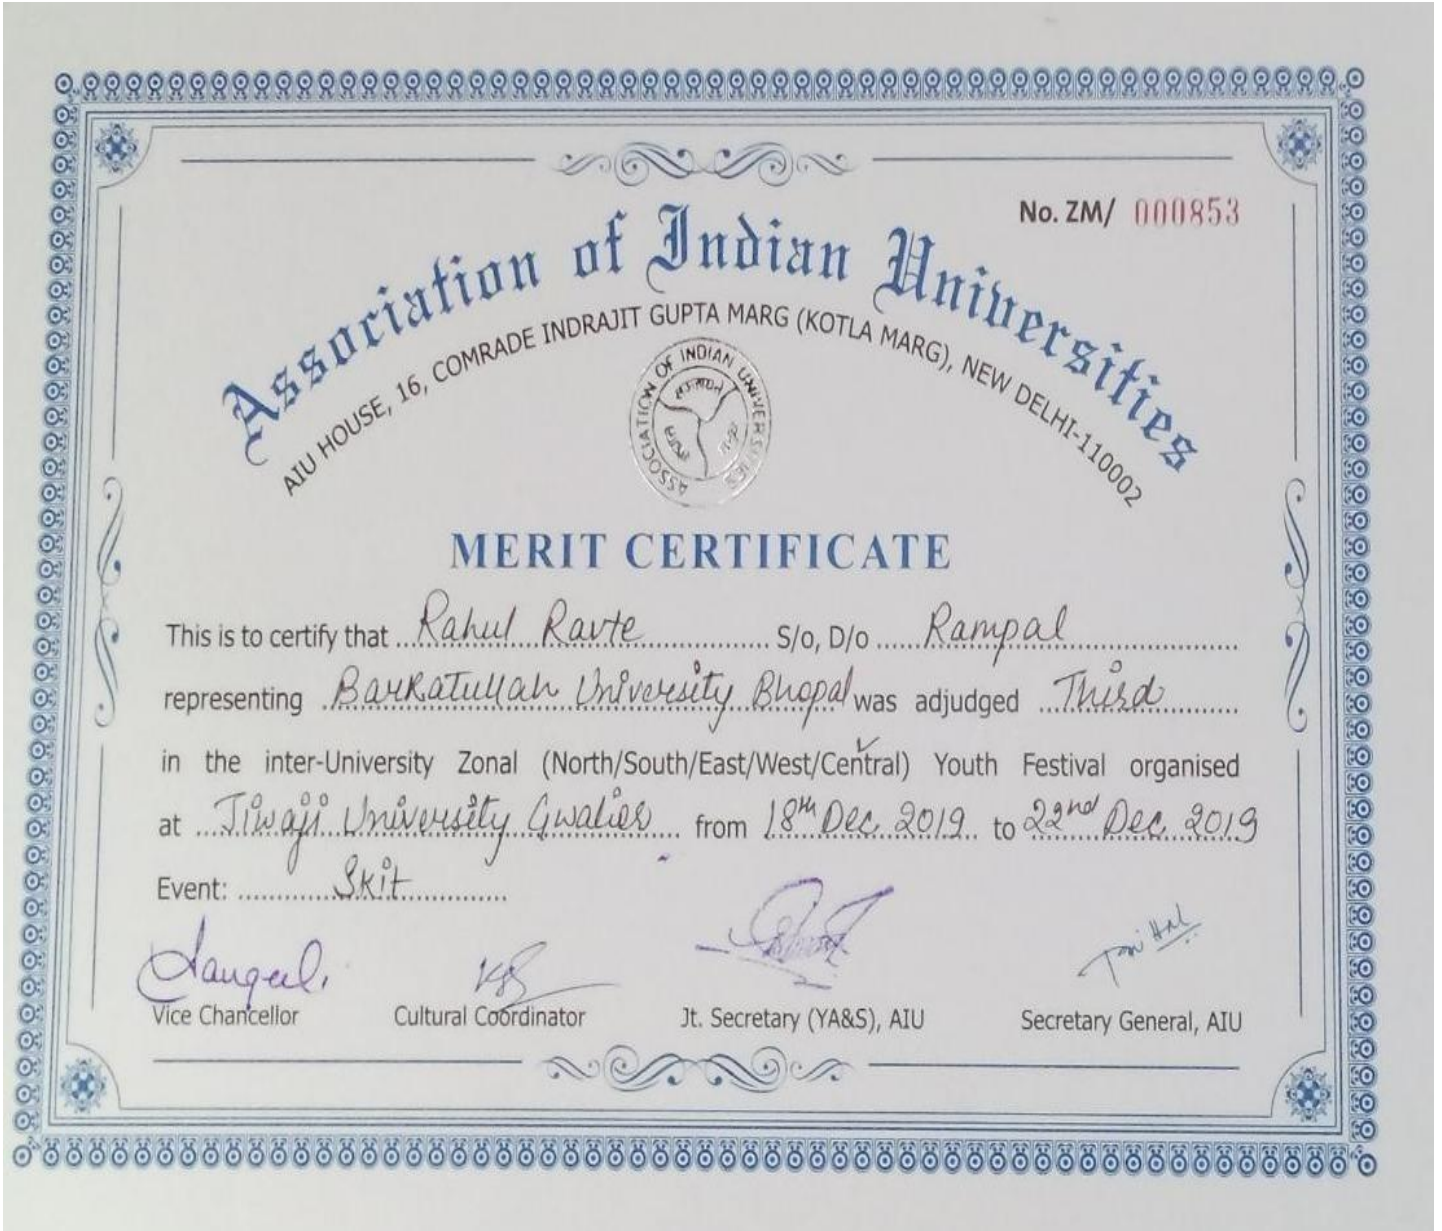 No. ZM/ 000853
Association of Indian Universities
AIU HOUSE, 16, COMRADE INDRAJIT GUPTA MARG (KOTLA MARG), NEW DELHI-110002
ASSOCIATION OF INDIAN UNIVERSITIES
MERIT CERTIFICATE
This is to certify that Rahul Ravte S/o, D/o Rampal
representing Barkatullah University Bhopal was adjudged Third
in the inter-University Zonal (North/South/East/West/Central) Youth Festival organised
at Jiwaji University Gwalior from 18th Dec. 2019 to 22nd Dec. 2019
Event: Skit
Vice Chancellor Cultural Coordinator Jt. Secretary (YA&S), AIU Secretary General, AIU